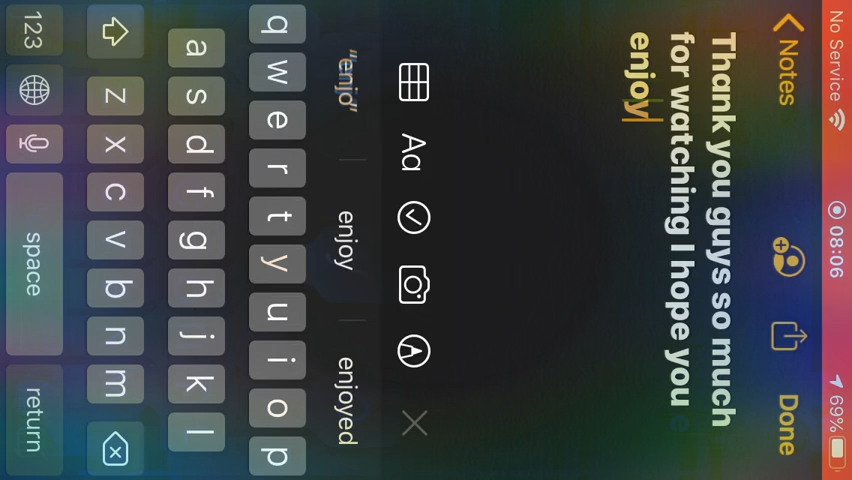 No Service 08:06 69%
Notes Done
Thank you guys so much
for watching I hope you
enjoy
Aa
"enjo" enjoy enjoyed
q w e r t y u i o p
a s d f g h j k l
z x c v b n m
123 space return